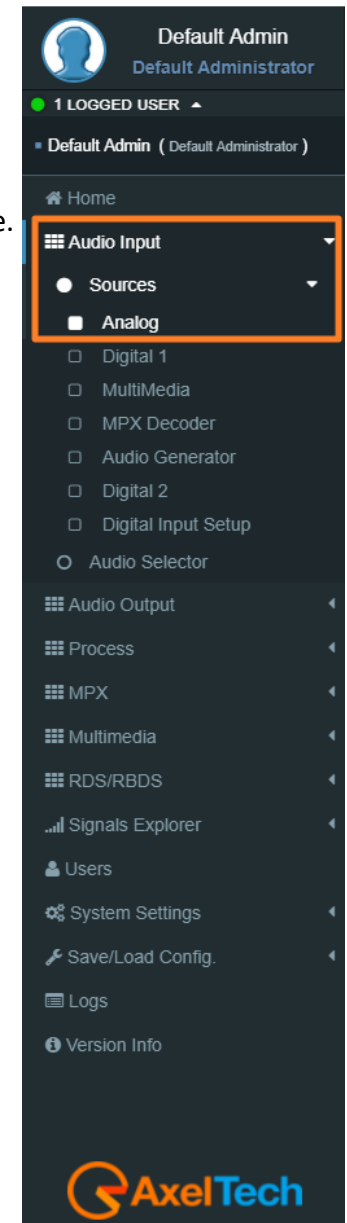 Default Admin
Default Administrator
1 LOGGED USER
Default Admin ( Default Administrator )
Home
e.
Audio Input
Sources
Analog
Digital 1
MultiMedia
MPX Decoder
Audio Generator
Digital 2
Digital Input Setup
Audio Selector
Audio Output
Process
MPX
Multimedia
RDS/RBDS
Signals Explorer
Users
System Settings
Save/Load Config.
Logs
Version Info
AxelTech